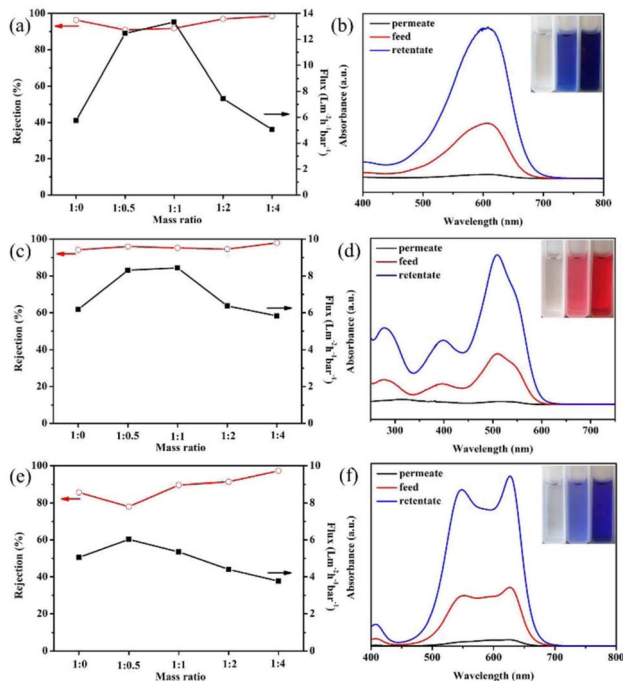 (a)
100
80
60
40
20
0
Rejection (%)
14
12
10
8
6
4
2
0
Flux (Lm⁻²h⁻¹bar⁻¹)
1:0 1:0.5 1:1 1:2 1:4
Mass ratio
(b)
permeate
feed
retentate
Absorbance (a.u.)
400 500 600 700 800
Wavelength (nm)
(c)
100
80
60
40
20
0
Rejection (%)
10
8
6
4
2
0
Flux (Lm⁻²h⁻¹bar⁻¹)
1:0 1:0.5 1:1 1:2 1:4
Mass ratio
(d)
permeate
feed
retentate
Absorbance (a.u.)
300 400 500 600 700
Wavelength (nm)
(e)
100
80
60
40
20
0
Rejection (%)
10
8
6
4
2
0
Flux (Lm⁻²h⁻¹bar⁻¹)
1:0 1:0.5 1:1 1:2 1:4
Mass ratio
(f)
permeate
feed
retentate
Absorbance (a.u.)
400 500 600 700 800
Wavelength (nm)